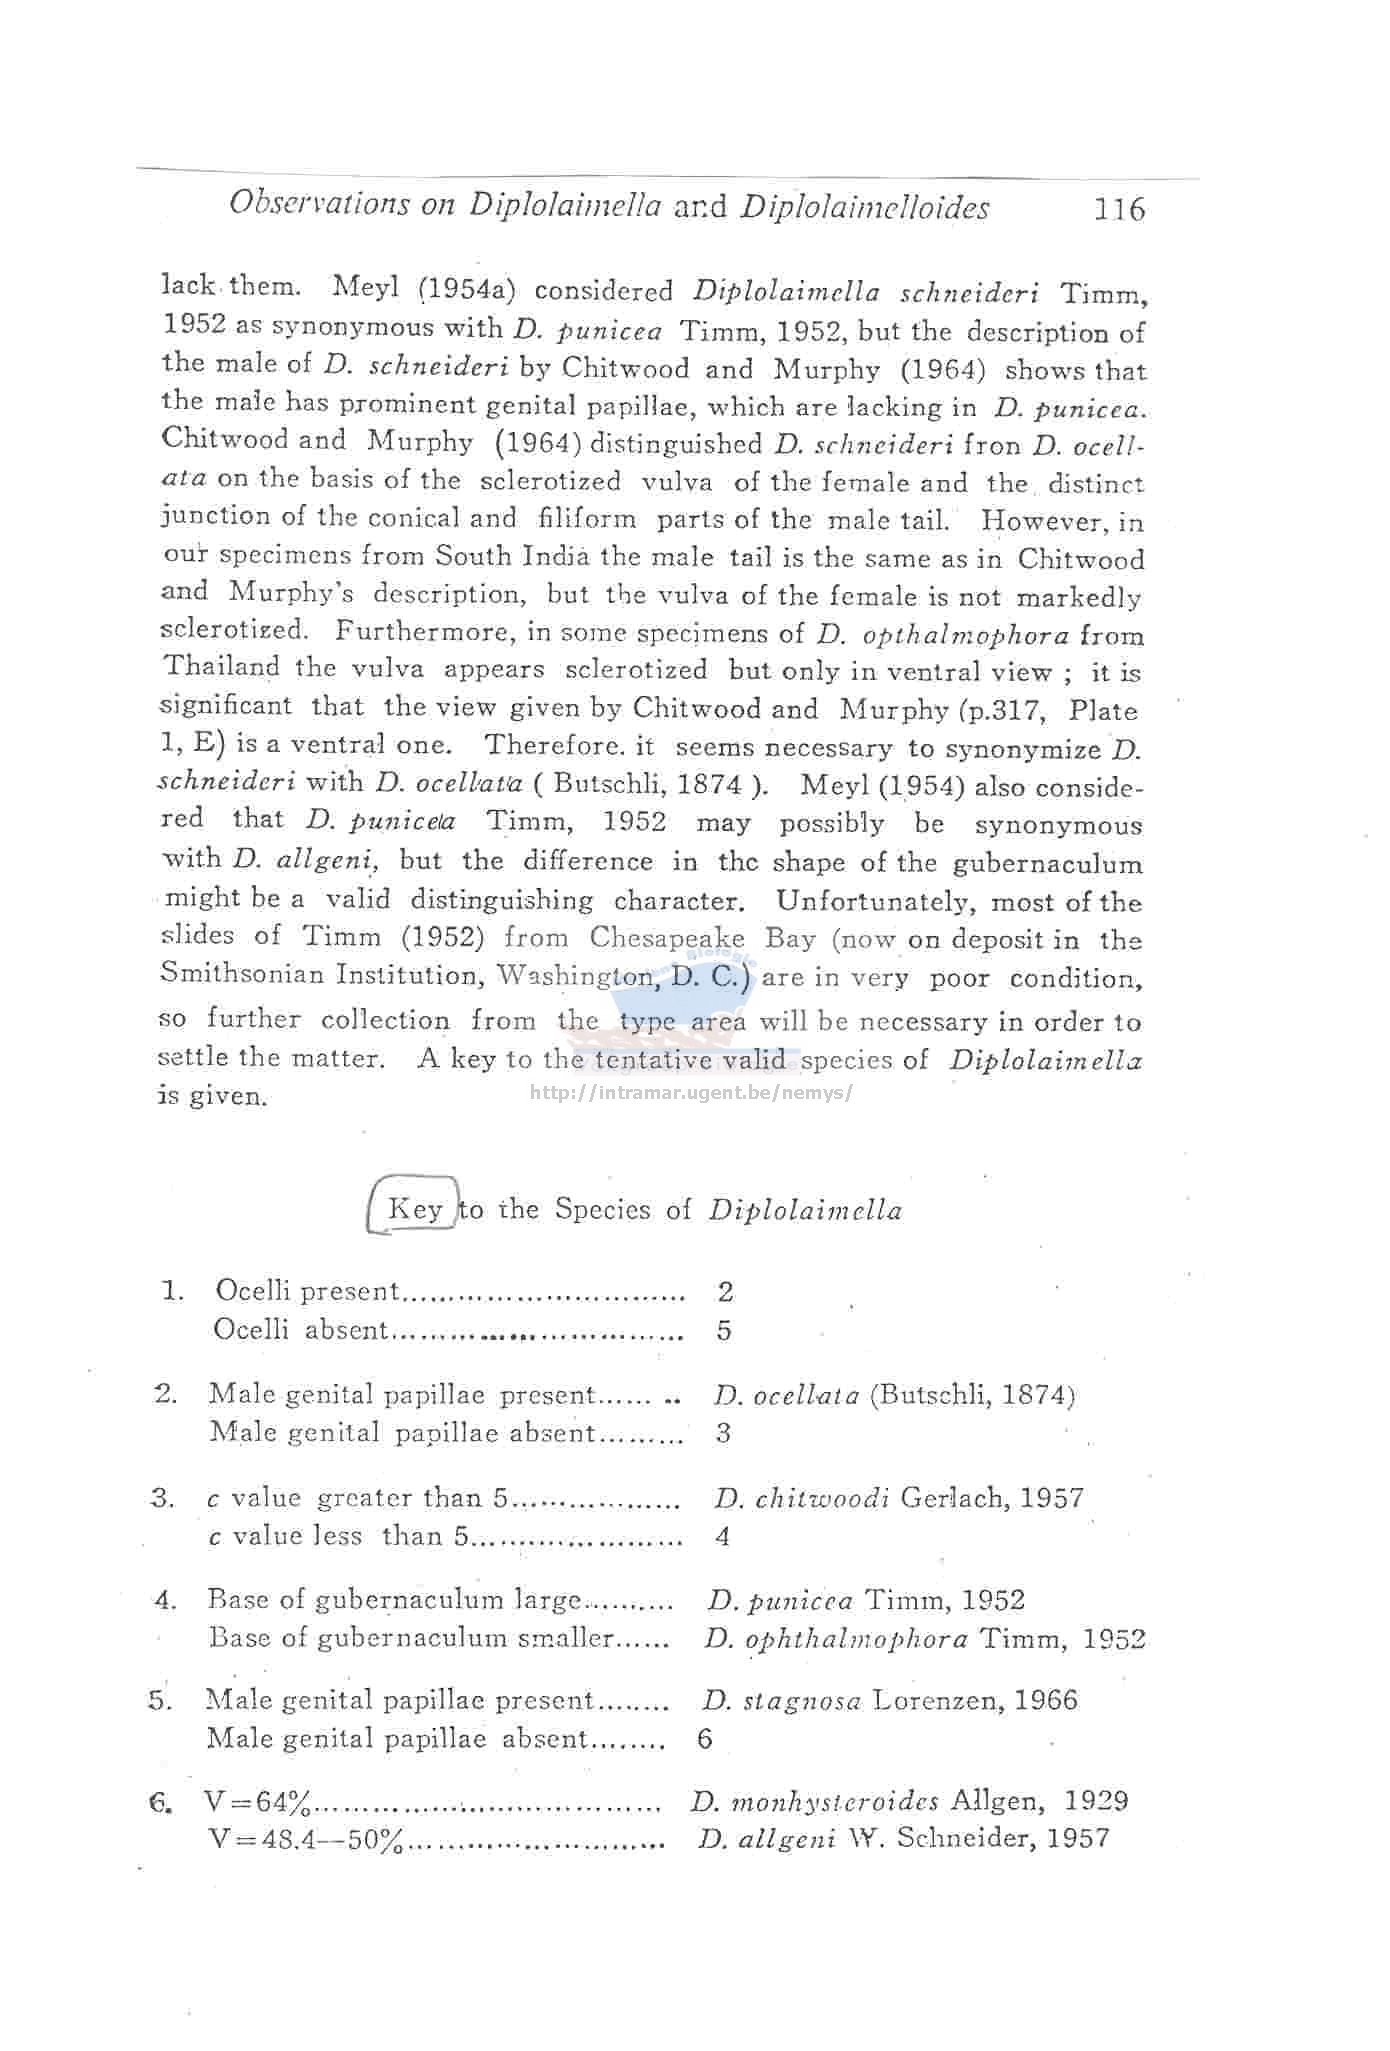 Observations on Diplolaimella and Diplolaimelloides 116
lack them. Meyl (1954a) considered Diplolaimella schneideri Timm,
1952 as synonymous with D. punicea Timm, 1952, but the description of
the male of D. schneideri by Chitwood and Murphy (1964) shows that
the male has prominent genital papillae, which are lacking in D. punicea.
Chitwood and Murphy (1964) distinguished D. schneideri fron D. ocell-
ata on the basis of the sclerotized vulva of the female and the distinct
junction of the conical and filiform parts of the male tail. However, in
our specimens from South India the male tail is the same as in Chitwood
and Murphy's description, but the vulva of the female is not markedly
sclerotized. Furthermore, in some specimens of D. opthalmophora from
Thailand the vulva appears sclerotized but only in ventral view ; it is
significant that the view given by Chitwood and Murphy (p.317, Plate
1, E) is a ventral one. Therefore. it seems necessary to synonymize D.
schneideri with D. ocellata ( Butschli, 1874 ). Meyl (1954) also conside-
red that D. punicea Timm, 1952 may possibly be synonymous
with D. allgeni, but the difference in the shape of the gubernaculum
might be a valid distinguishing character. Unfortunately, most of the
slides of Timm (1952) from Chesapeake Bay (now on deposit in the
Smithsonian Institution, Washington, D. C.) are in very poor condition,
so further collection from the type area will be necessary in order to
settle the matter. A key to the tentative valid species of Diplolaimella
is given.
http://intramar.ugent.be/nemys/
Key to the Species of Diplolaimella
1. Ocelli present............................. 2
Ocelli absent.............................. 5
2. Male genital papillae present...... .. D. ocellata (Butschli, 1874)
Male genital papillae absent......... 3
3. c value greater than 5.................. D. chitwoodi Gerlach, 1957
c value less than 5...................... 4
4. Base of gubernaculum large.......... D. punicea Timm, 1952
Base of gubernaculum smaller...... D. ophthalmophora Timm, 1952
5. Male genital papillae present........ D. stagnosa Lorenzen, 1966
Male genital papillae absent........ 6
6. V=64%................................... D. monhysteroides Allgen, 1929
V=48.4—50%.......................... D. allgeni W. Schneider, 1957